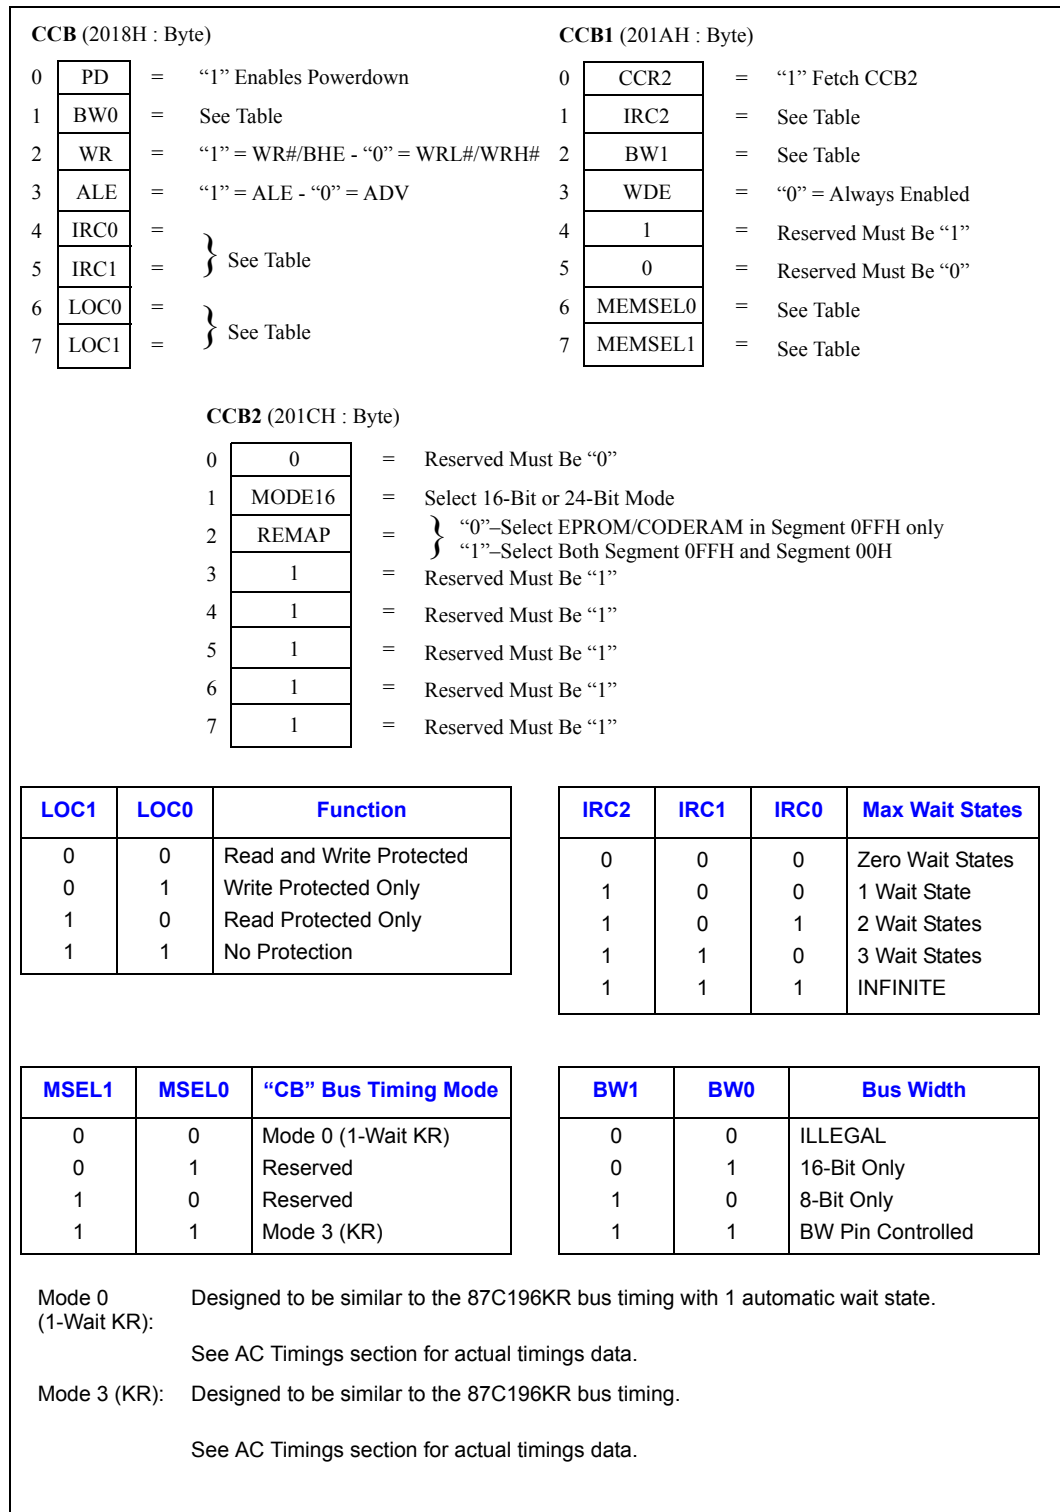 CCB (2018H : Byte)
0 PD = “1” Enables Powerdown
1 BW0 = See Table
2 WR = “1” = WR#/BHE - “0” = WRL#/WRH#
3 ALE = “1” = ALE - “0” = ADV
4 IRC0 =
5 IRC1 =
} See Table
6 LOC0 =
7 LOC1 =
} See Table
CCB1 (201AH : Byte)
0 CCR2 = “1” Fetch CCB2
1 IRC2 = See Table
2 BW1 = See Table
3 WDE = “0” = Always Enabled
4 1 = Reserved Must Be “1”
5 0 = Reserved Must Be “0”
6 MEMSEL0 = See Table
7 MEMSEL1 = See Table
CCB2 (201CH : Byte)
0 0 = Reserved Must Be “0”
1 MODE16 = Select 16-Bit or 24-Bit Mode
2 REMAP = } “0”–Select EPROM/CODERAM in Segment 0FFH only
“1”–Select Both Segment 0FFH and Segment 00H
3 1 = Reserved Must Be “1”
4 1 = Reserved Must Be “1”
5 1 = Reserved Must Be “1”
6 1 = Reserved Must Be “1”
7 1 = Reserved Must Be “1”
LOC1 LOC0 Function
0 0 Read and Write Protected
0 1 Write Protected Only
1 0 Read Protected Only
1 1 No Protection
IRC2 IRC1 IRC0 Max Wait States
0 0 0 Zero Wait States
1 0 0 1 Wait State
1 0 1 2 Wait States
1 1 0 3 Wait States
1 1 1 INFINITE
MSEL1 MSEL0 “CB” Bus Timing Mode
0 0 Mode 0 (1-Wait KR)
0 1 Reserved
1 0 Reserved
1 1 Mode 3 (KR)
BW1 BW0 Bus Width
0 0 ILLEGAL
0 1 16-Bit Only
1 0 8-Bit Only
1 1 BW Pin Controlled
Mode 0 Designed to be similar to the 87C196KR bus timing with 1 automatic wait state.
(1-Wait KR):
See AC Timings section for actual timings data.
Mode 3 (KR): Designed to be similar to the 87C196KR bus timing.
See AC Timings section for actual timings data.